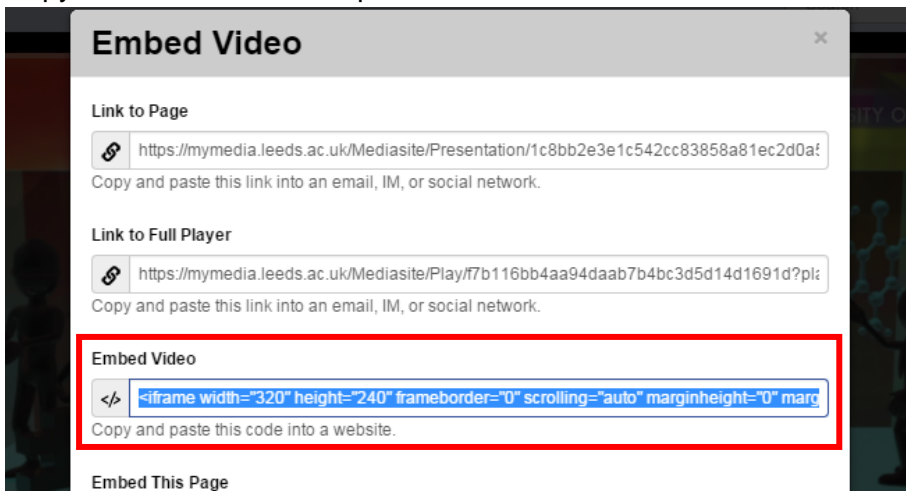 Embed Video ×
SITY O
Link to Page
https://mymedia.leeds.ac.uk/Mediasite/Presentation/1c8bb2e3e1c542cc83858a81ec2d0a5
Copy and paste this link into an email, IM, or social network.
Link to Full Player
https://mymedia.leeds.ac.uk/Mediasite/Play/f7b116bb4aa94daab7b4bc3d5d14d1691d?pla
Copy and paste this link into an email, IM, or social network.
Embed Video
</> <iframe width="320" height="240" frameborder="0" scrolling="auto" marginheight="0" marg
Copy and paste this code into a website.
Embed This Page